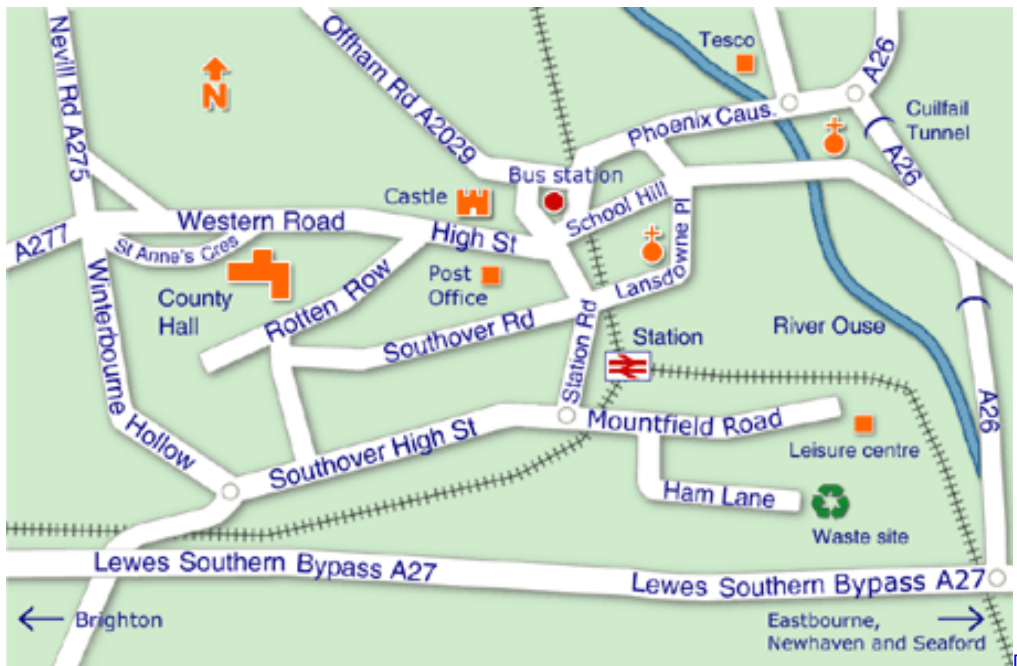 Nevill Rd A275
N
Offham Rd A2029
Tesco
A26
Cuilfail
Tunnel
Phoenix Caus.
A26
Bus station
Castle
School Hill
Western Road
High St
A277
St Anne's Cres
Lansdowne Pl
County
Hall
Post
Office
Rotten Row
Winterbourne
Hollow
Southover Rd
Station Rd
Station
River Ouse
A26
Mountfield Road
Leisure centre
Southover High St
Ham Lane
Waste site
Lewes Southern Bypass A27
Lewes Southern Bypass A27
Brighton
Eastbourne,
Newhaven and Seaford